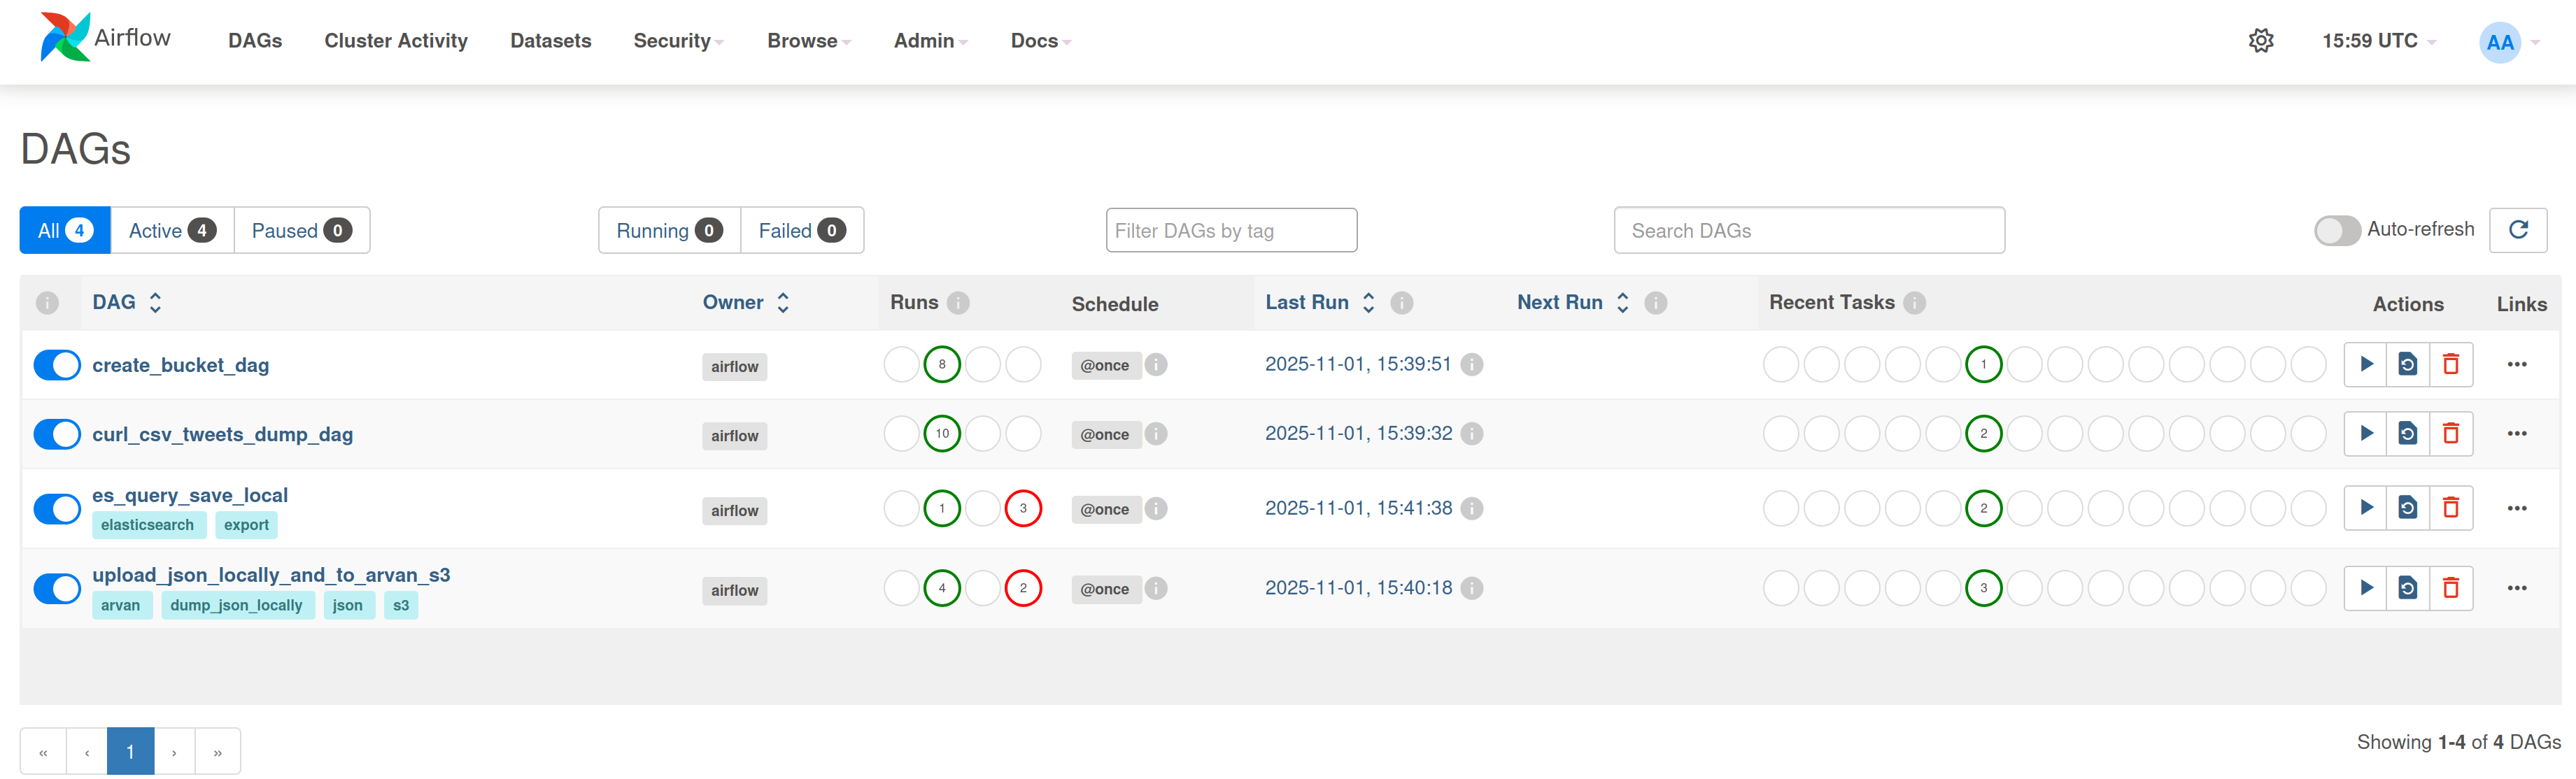 Airflow DAGs Cluster Activity Datasets Security Browse Admin Docs 15:59 UTC AA
DAGs
All 4 Active 4 Paused 0 Running 0 Failed 0 Filter DAGs by tag Search DAGs Auto-refresh
DAG Owner Runs Schedule Last Run Next Run Recent Tasks Actions Links
create_bucket_dag airflow 8 @once 2025-11-01, 15:39:51 1
curl_csv_tweets_dump_dag airflow 10 @once 2025-11-01, 15:39:32 2
es_query_save_local airflow 1 3 @once 2025-11-01, 15:41:38 2
elasticsearch export
upload_json_locally_and_to_arvan_s3 airflow 4 2 @once 2025-11-01, 15:40:18 3
arvan dump_json_locally json s3
« ‹ 1 › » Showing 1-4 of 4 DAGs